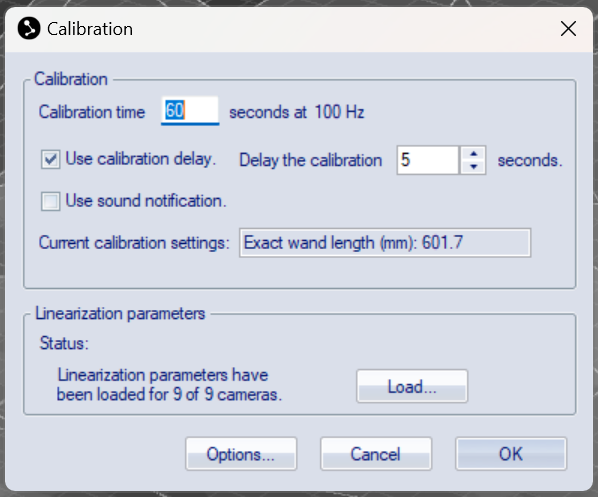 Calibration
Calibration
Calibration time 60 seconds at 100 Hz
Use calibration delay. Delay the calibration 5 seconds.
Use sound notification.
Current calibration settings: Exact wand length (mm): 601.7
Linearization parameters
Status:
Linearization parameters have
been loaded for 9 of 9 cameras.
Load...
Options... Cancel OK